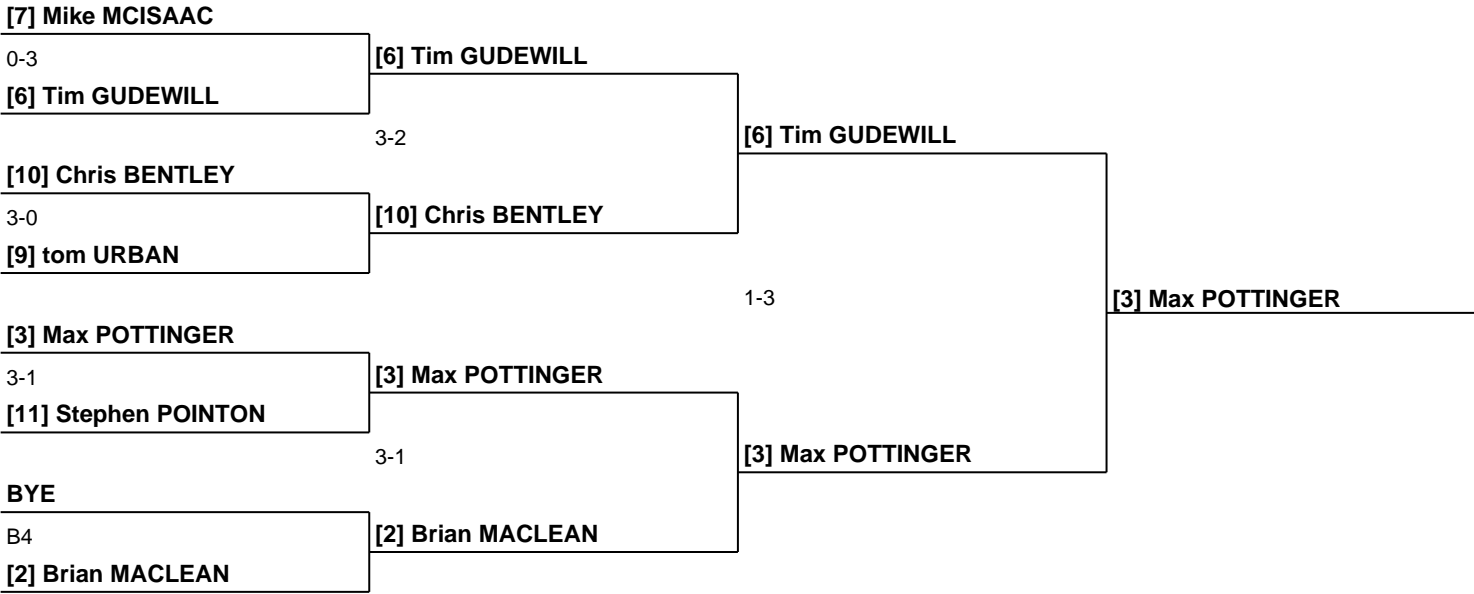 [7] Mike MCISAAC
0-3
[6] Tim GUDEWILL
[6] Tim GUDEWILL
3-2
[6] Tim GUDEWILL
[10] Chris BENTLEY
3-0
[10] Chris BENTLEY
[9] tom URBAN
1-3
[3] Max POTTINGER
[3] Max POTTINGER
3-1
[3] Max POTTINGER
[11] Stephen POINTON
3-1
[3] Max POTTINGER
BYE
B4
[2] Brian MACLEAN
[2] Brian MACLEAN